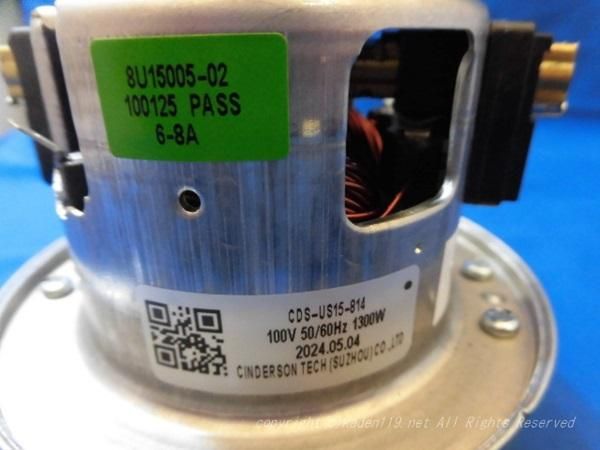 8U15005-02
100125 PASS
6-8A
CDS-US15-814
100V 50/60Hz 1300W
2024.05.04
CINDERSON TECH (SUZHOU) CO.,LTD
copyright © kaden119.net All Rights Reserved